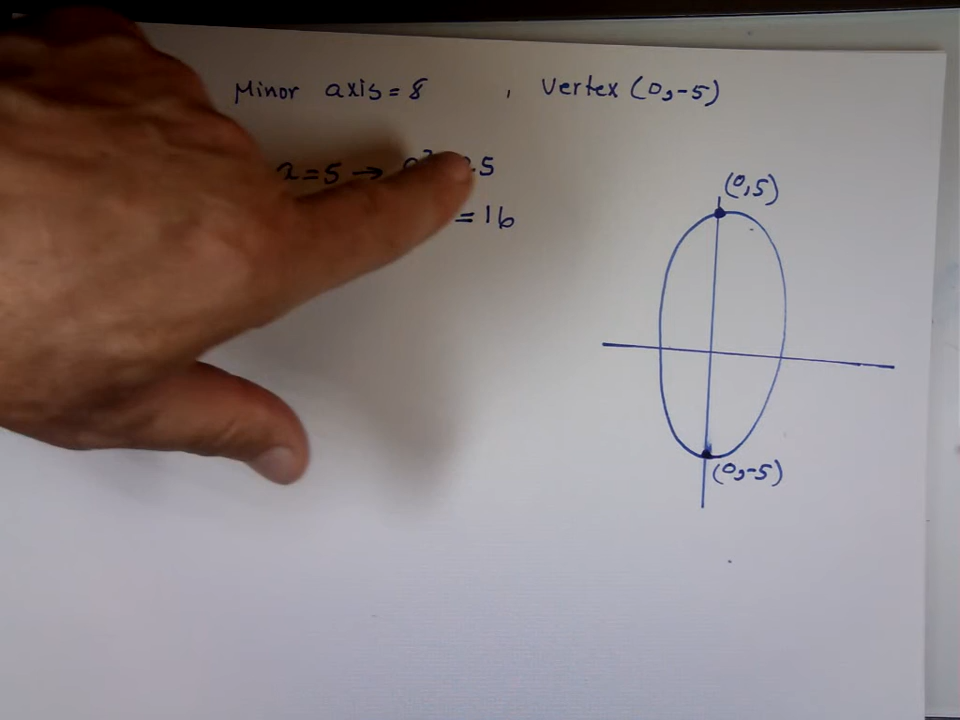 Minor axis = 8 , Vertex (0,-5)
a=5 →
=16
(0,5)
(0,-5)